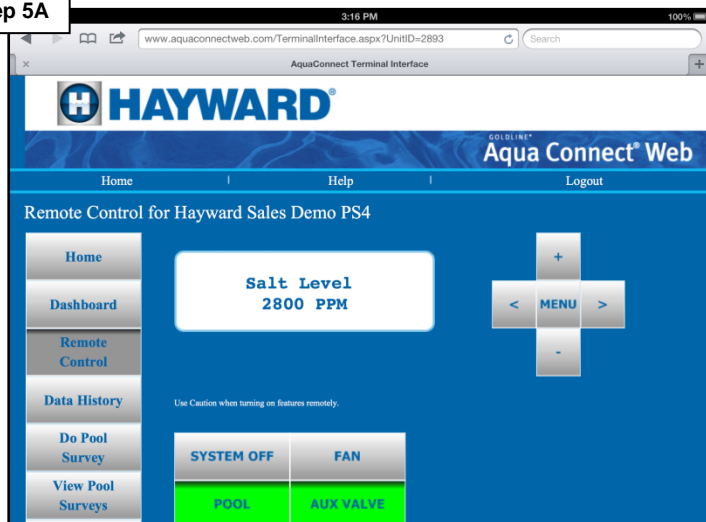 ep 5A
3:16 PM
100%
www.aquaconnectweb.com/TerminalInterface.aspx?UnitID=2893
Search
AquaConnect Terminal Interface
HAYWARD®
GOLDLINE®
Aqua Connect® Web
Home | Help | Logout
Remote Control for Hayward Sales Demo PS4
Home
Dashboard
Remote
Control
Data History
Do Pool
Survey
View Pool
Surveys
Salt Level
2800 PPM
+
< MENU >
-
Use Caution when turning on features remotely.
SYSTEM OFF FAN
POOL AUX VALVE